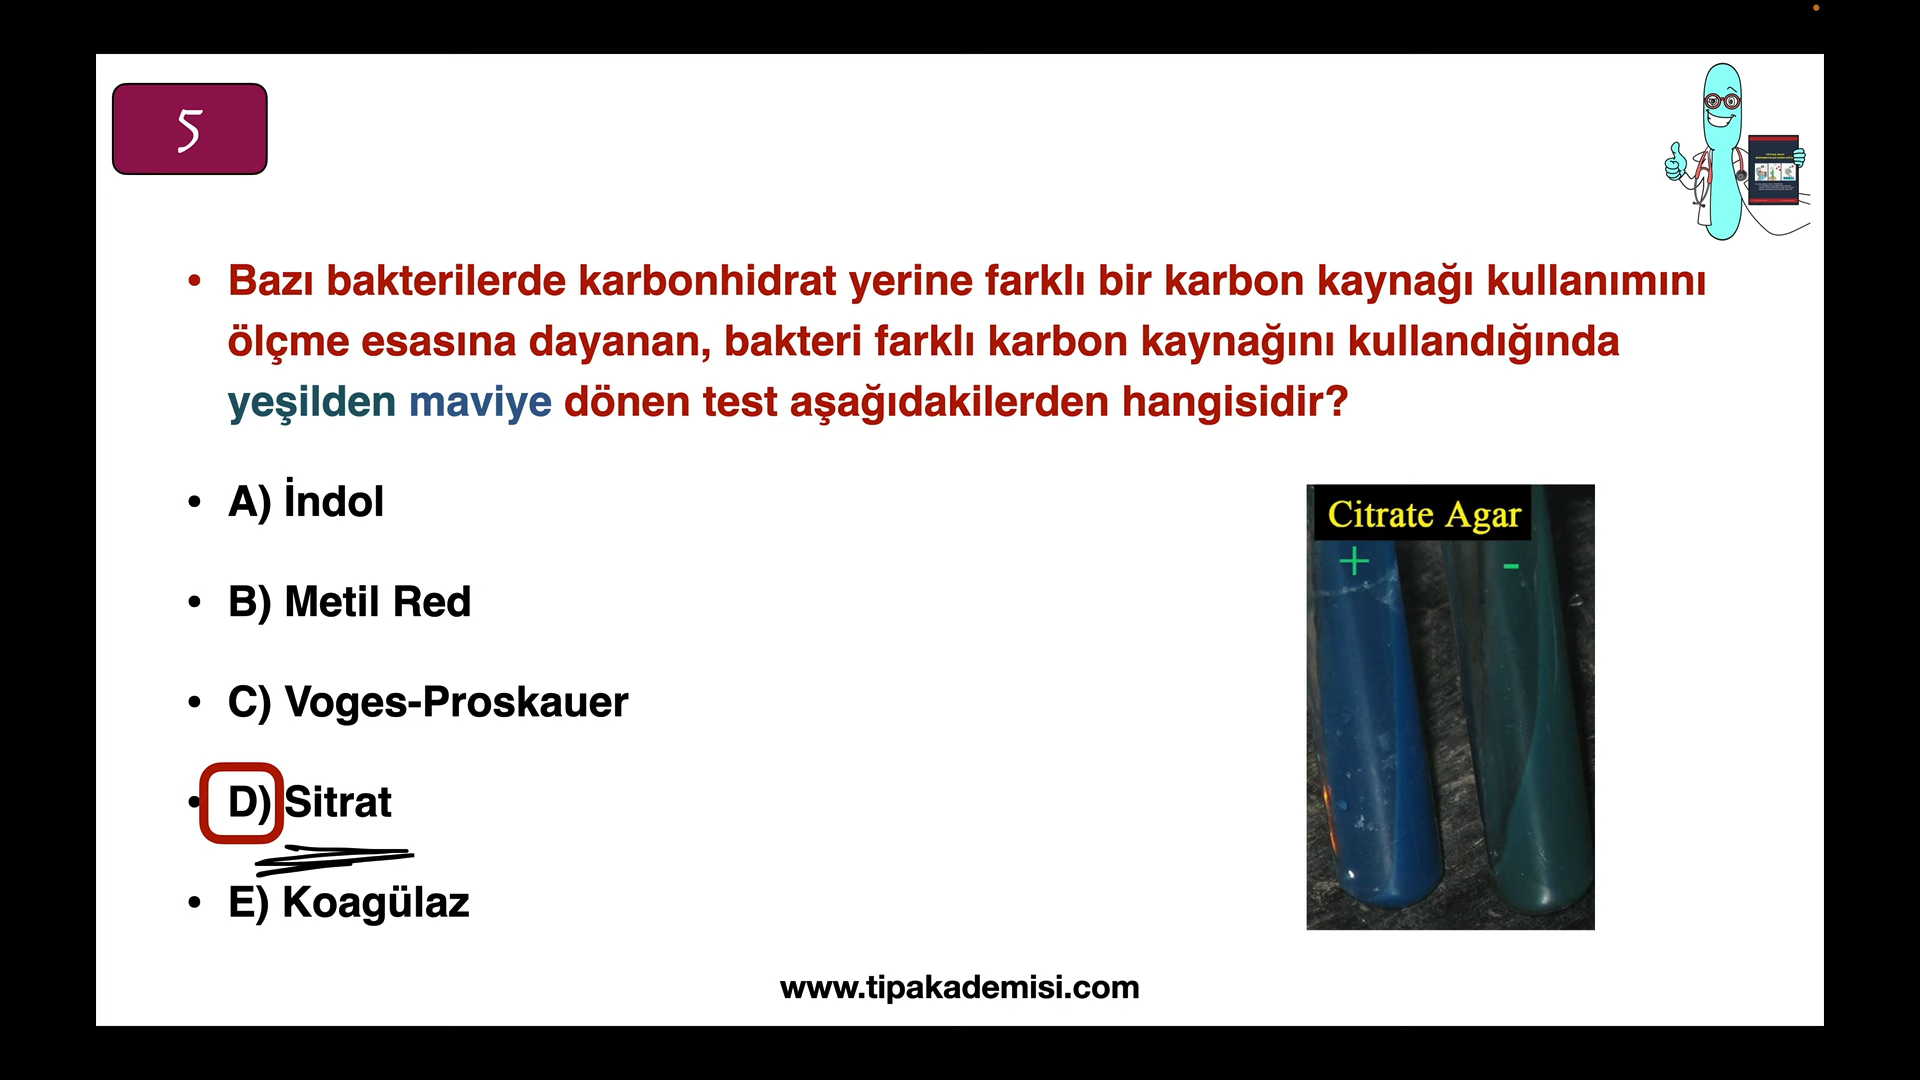 5
• Bazı bakterilerde karbonhidrat yerine farklı bir karbon kaynağı kullanımını
ölçme esasına dayanan, bakteri farklı karbon kaynağını kullandığında
yeşilden maviye dönen test aşağıdakilerden hangisidir?
• A) İndol
• B) Metil Red
• C) Voges-Proskauer
• D) Sitrat
• E) Koagülaz
Citrate Agar
+ -
www.tipakademisi.com